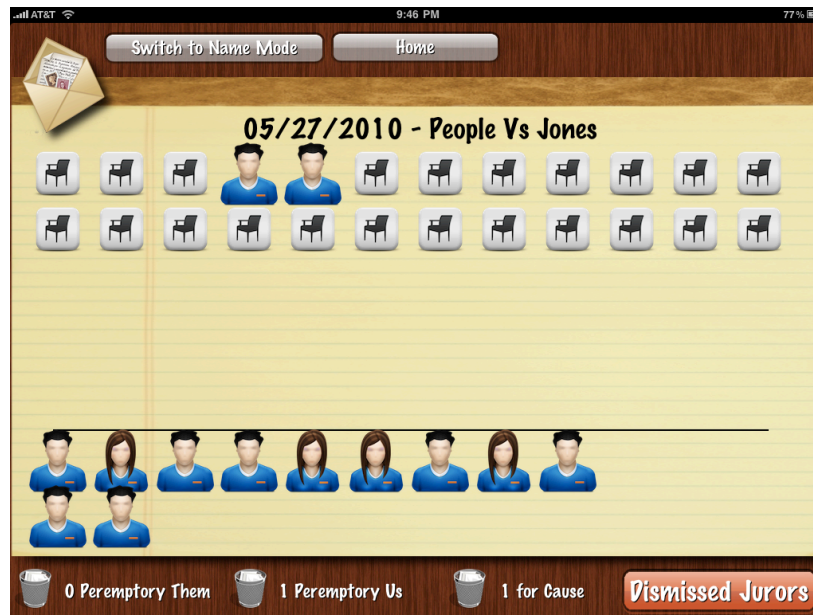 AT&T 9:46 PM 77%
Switch to Name Mode Home
05/27/2010 - People Vs Jones
0 Peremptory Them 1 Peremptory Us 1 for Cause Dismissed Jurors